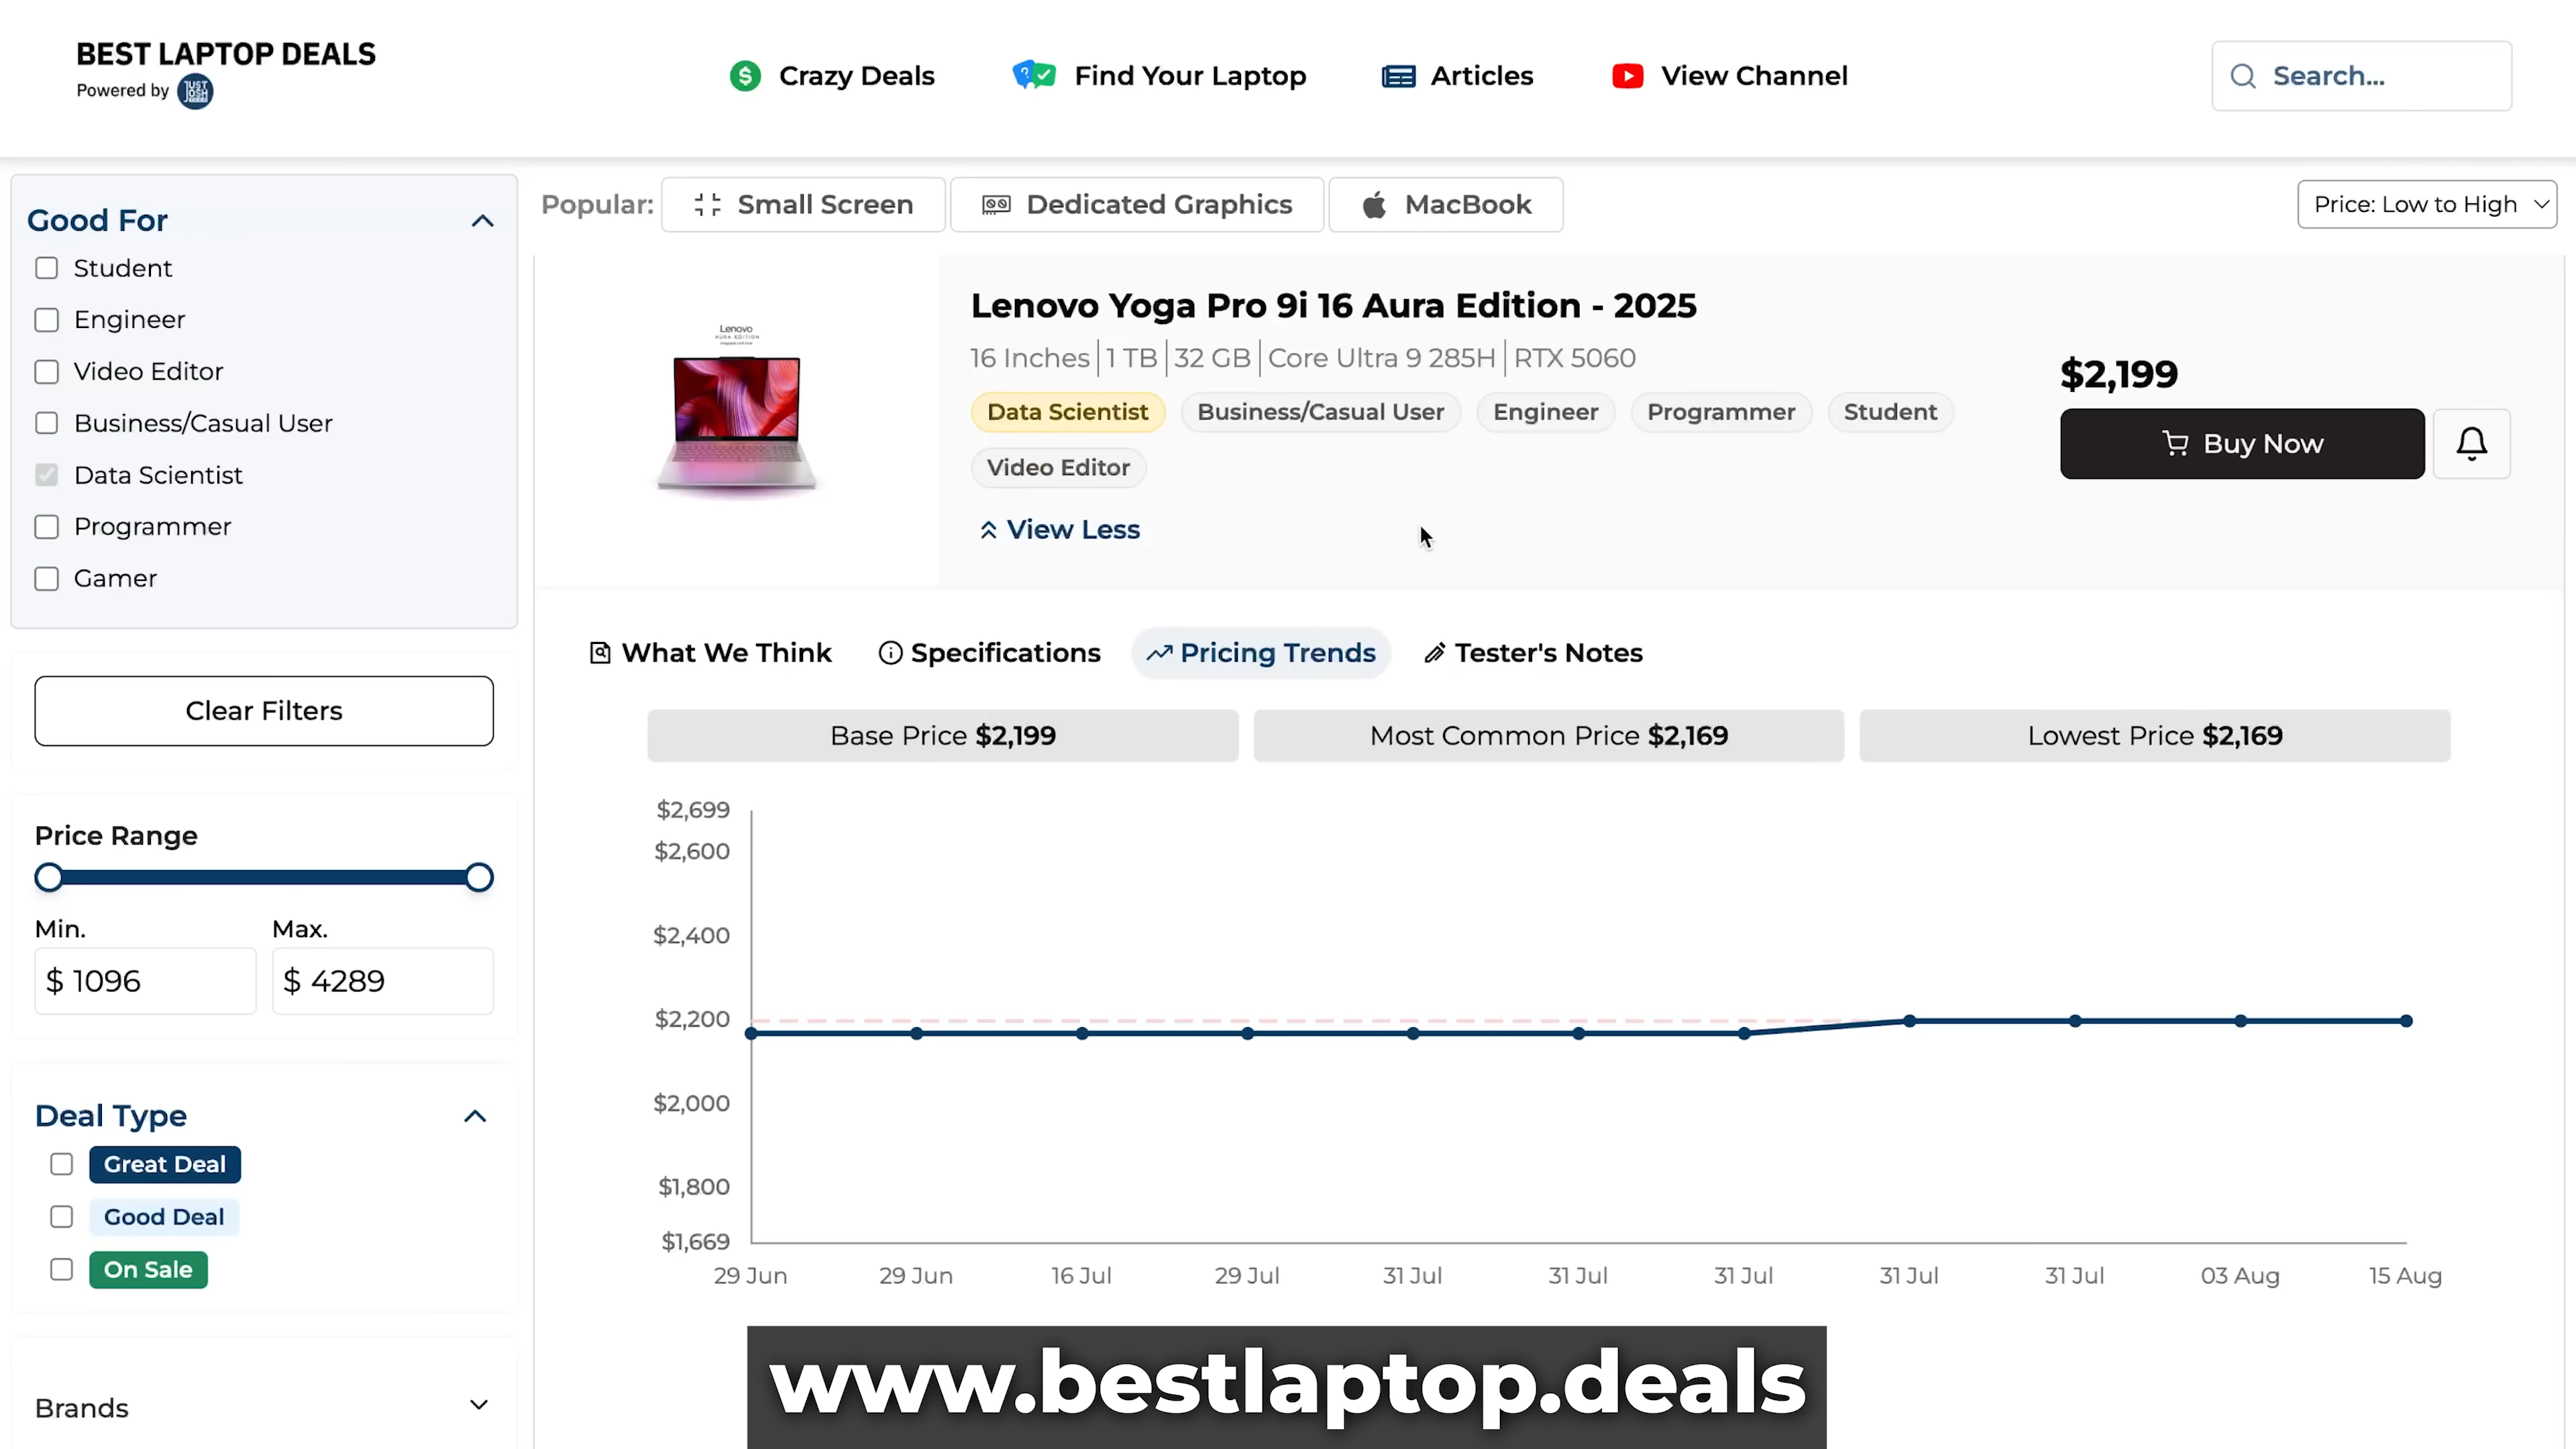 BEST LAPTOP DEALS
Powered by JUST JOSH
Crazy Deals
Find Your Laptop
Articles
View Channel
Search...
Good For
Student
Engineer
Video Editor
Business/Casual User
Data Scientist
Programmer
Gamer
Clear Filters
Price Range
Min.
Max.
$ 1096
$ 4289
Deal Type
Great Deal
Good Deal
On Sale
Brands
Popular:
Small Screen
Dedicated Graphics
MacBook
Price: Low to High
Lenovo
AURA EDITION
Lenovo Yoga Pro 9i 16 Aura Edition - 2025
16 Inches | 1 TB | 32 GB | Core Ultra 9 285H | RTX 5060
Data Scientist
Business/Casual User
Engineer
Programmer
Student
Video Editor
View Less
$2,199
Buy Now
What We Think
Specifications
Pricing Trends
Tester's Notes
Base Price $2,199
Most Common Price $2,169
Lowest Price $2,169
$2,699
$2,600
$2,400
$2,200
$2,000
$1,800
$1,669
29 Jun
29 Jun
16 Jul
29 Jul
31 Jul
31 Jul
31 Jul
31 Jul
31 Jul
03 Aug
15 Aug
www.bestlaptop.deals